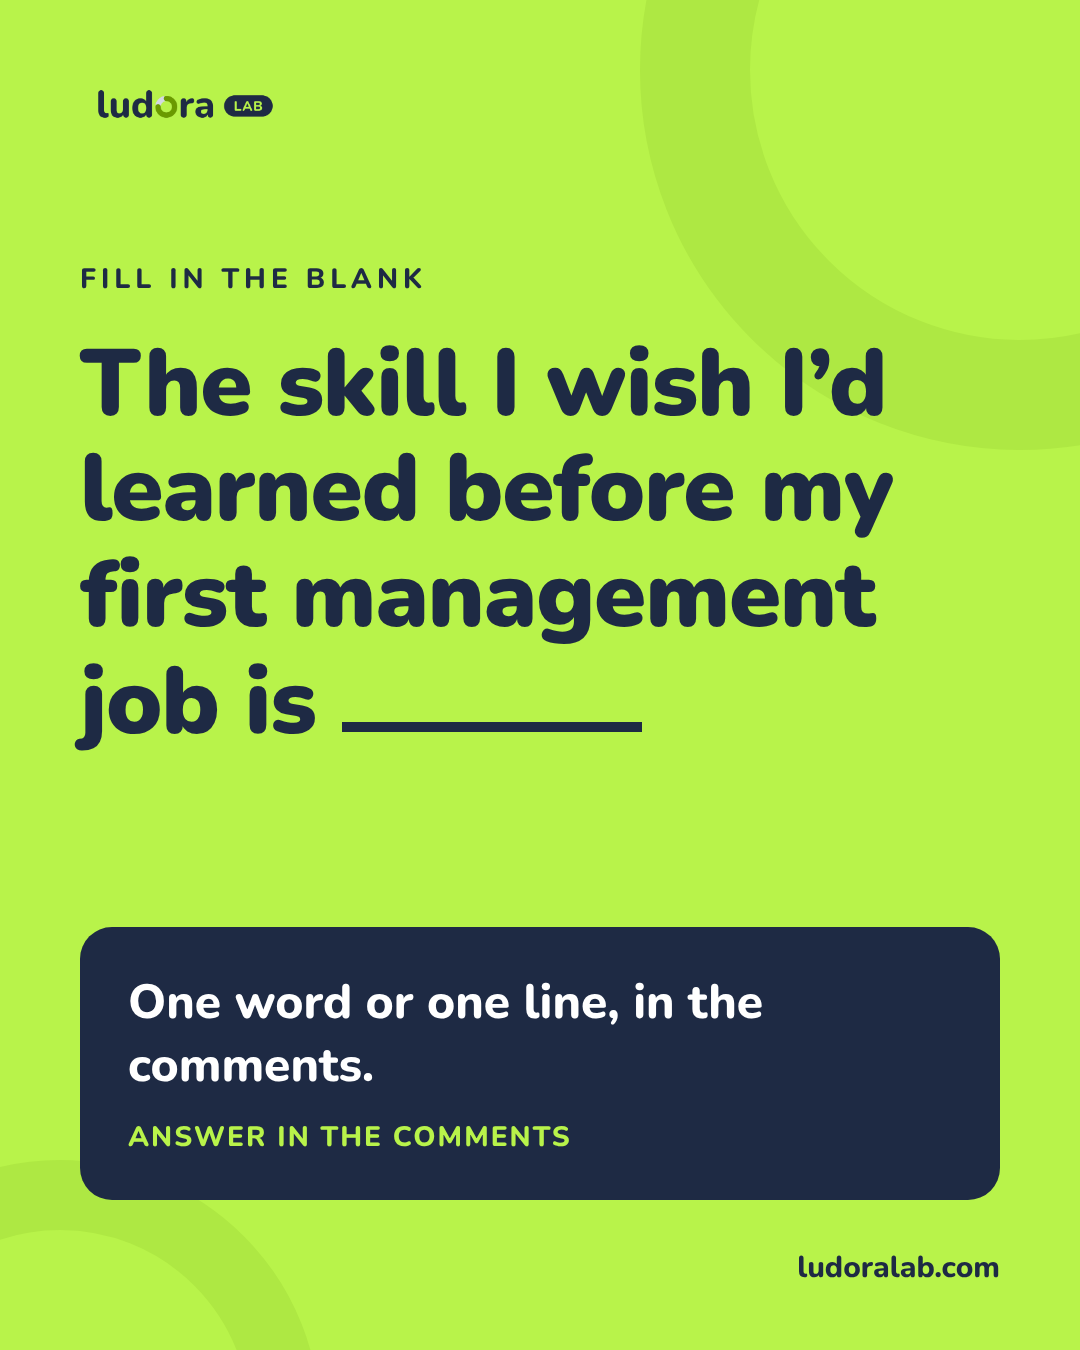 ludora LAB
FILL IN THE BLANK
The skill I wish I’d
learned before my
first management
job is ______
One word or one line, in the
comments.
ANSWER IN THE COMMENTS
ludoralab.com